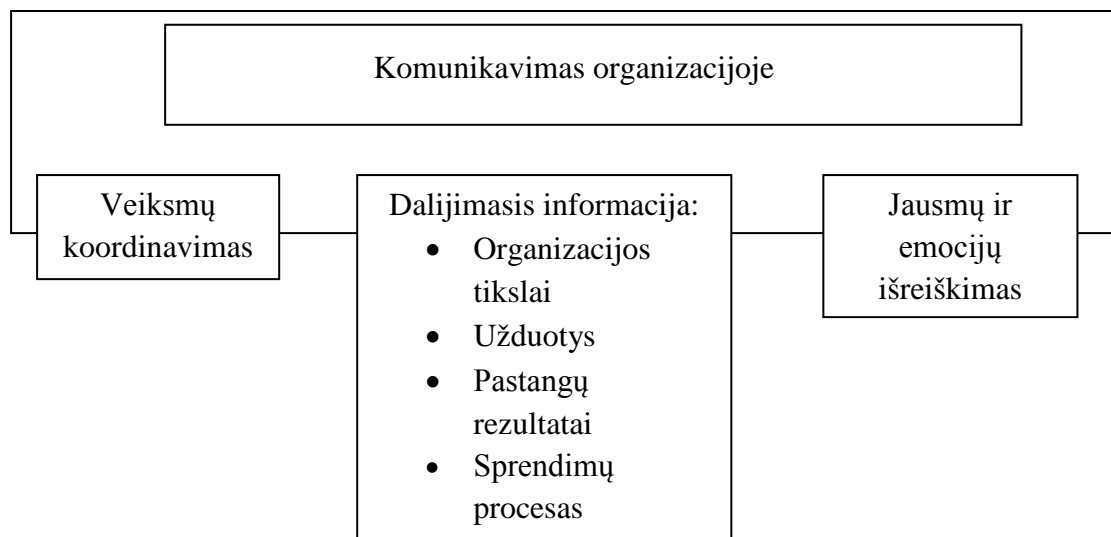 Komunikavimas organizacijoje
Veiksmų
koordinavimas
Dalijimasis informacija:
• Organizacijos
tikslai
• Užduotys
• Pastangų
rezultatai
• Sprendimų
procesas
Jausmų ir
emocijų
išreiškimas